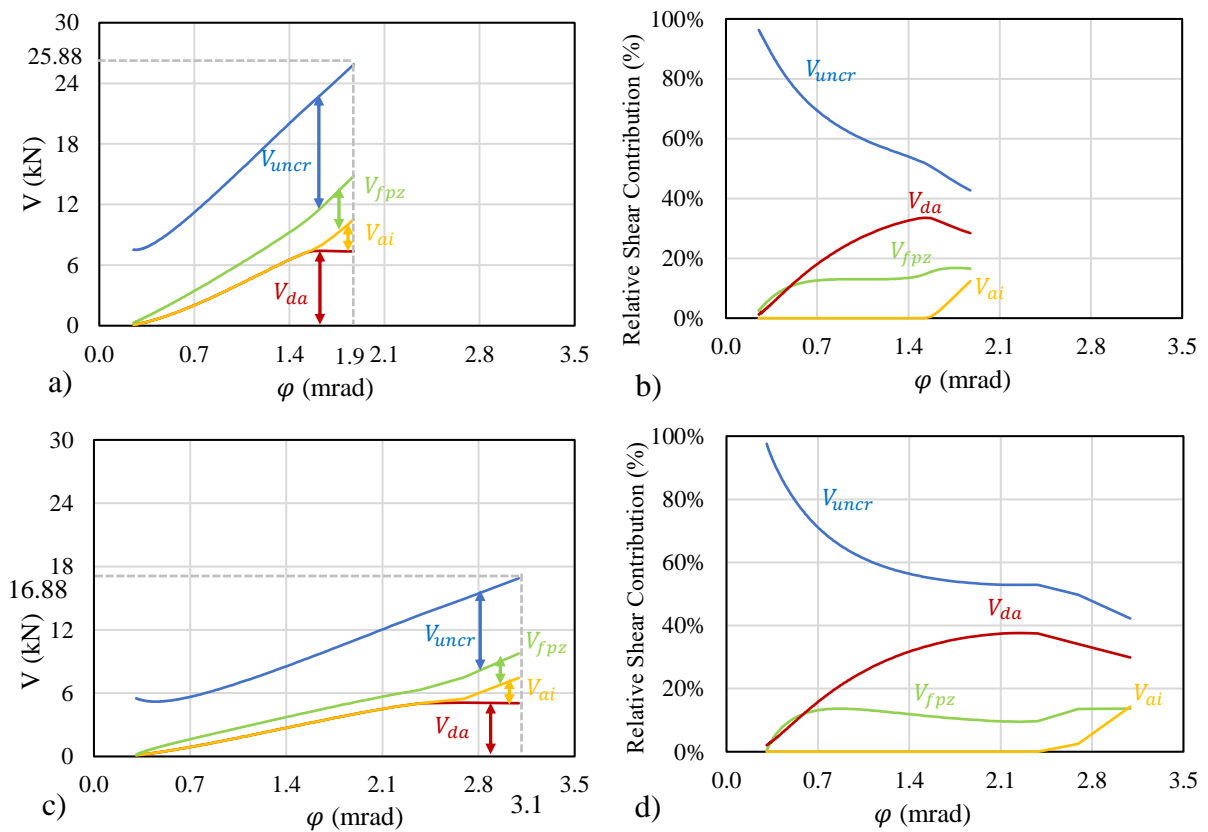 30
25.88
24
18
12
6
0
V (kN)
V_uncr
V_fpz
V_ai
V_da
0.0 0.7 1.4 1.9 2.1 2.8 3.5
a)
φ (mrad)
100%
80%
60%
40%
20%
0%
Relative Shear Contribution (%)
V_uncr
V_da
V_fpz
V_ai
0.0 0.7 1.4 2.1 2.8 3.5
b)
φ (mrad)
30
24
18
16.88
12
6
0
V (kN)
V_uncr
V_fpz
V_ai
V_da
0.0 0.7 1.4 2.1 2.8 3.5
3.1
c)
φ (mrad)
100%
80%
60%
40%
20%
0%
Relative Shear Contribution (%)
V_uncr
V_da
V_fpz
V_ai
0.0 0.7 1.4 2.1 2.8 3.5
d)
φ (mrad)